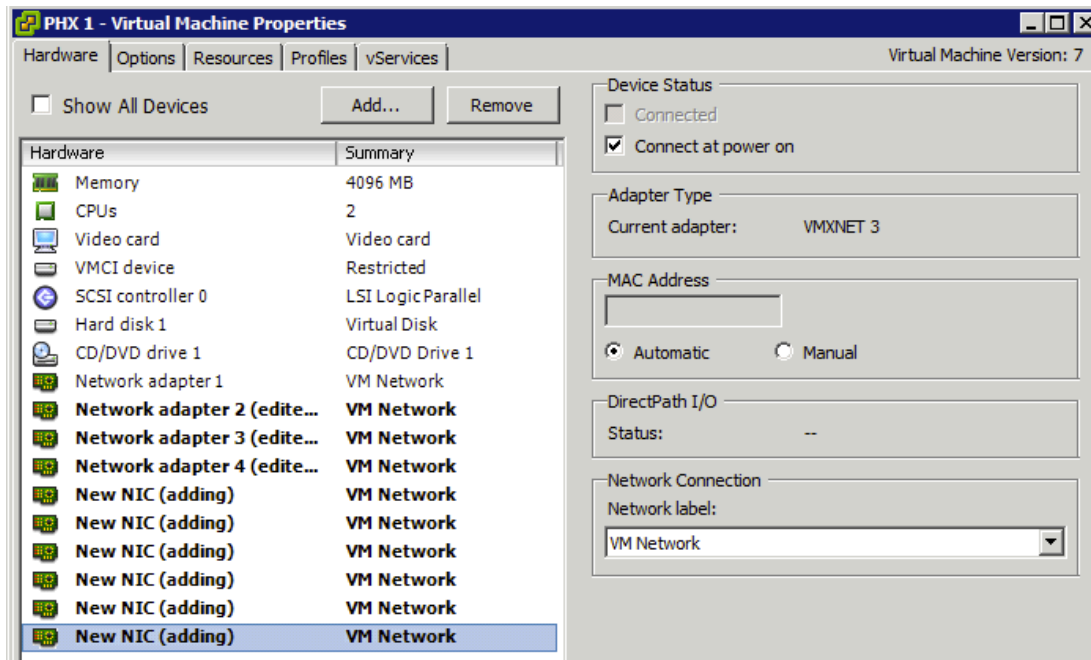 PHX 1 - Virtual Machine Properties
Hardware Options Resources Profiles vServices Virtual Machine Version: 7
Show All Devices Add... Remove
Hardware Summary
Memory 4096 MB
CPUs 2
Video card Video card
VMCI device Restricted
SCSI controller 0 LSI Logic Parallel
Hard disk 1 Virtual Disk
CD/DVD drive 1 CD/DVD Drive 1
Network adapter 1 VM Network
Network adapter 2 (edite... VM Network
Network adapter 3 (edite... VM Network
Network adapter 4 (edite... VM Network
New NIC (adding) VM Network
New NIC (adding) VM Network
New NIC (adding) VM Network
New NIC (adding) VM Network
New NIC (adding) VM Network
New NIC (adding) VM Network
Device Status
Connected
Connect at power on
Adapter Type
Current adapter: VMXNET 3
MAC Address
Automatic Manual
DirectPath I/O
Status: --
Network Connection
Network label:
VM Network